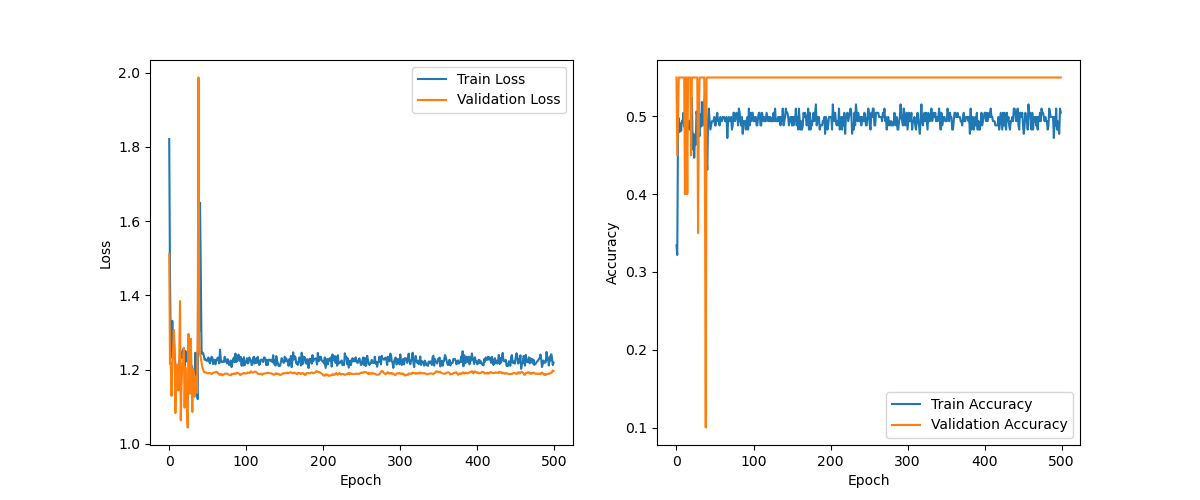 2.0
1.8
1.6
1.4
1.2
1.0
0
100
200
300
400
500
Loss
Epoch
Train Loss
Validation Loss
0.5
0.4
0.3
0.2
0.1
0
100
200
300
400
500
Accuracy
Epoch
Train Accuracy
Validation Accuracy